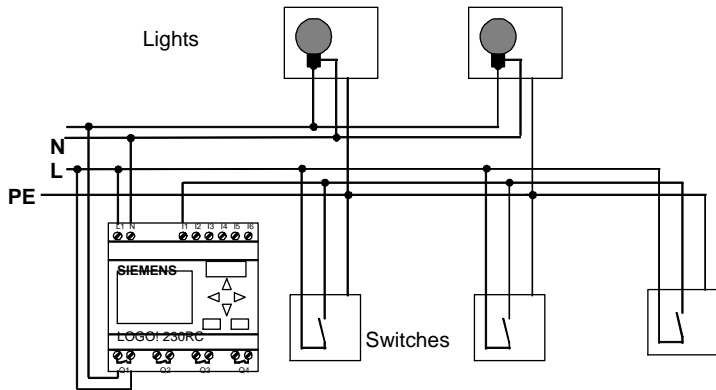 Lights
N
L
PE
L1 N I1 I2 I3 I4 I5 I6
SIEMENS
LOGO! 230RC
Switches
Q1 Q2 Q3 Q4